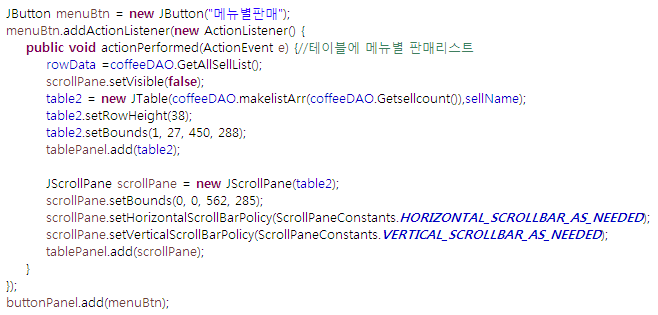 JButton menuBtn = new JButton("메뉴별판매");
menuBtn.addActionListener(new ActionListener() {
public void actionPerformed(ActionEvent e) {//테이블에 메뉴별 판매리스트
rowData =coffeeDAO.GetAllSellList();
scrollPane.setVisible(false);
table2 = new JTable(coffeeDAO.makelistArr(coffeeDAO.Getsellcount()),sellName);
table2.setRowHeight(38);
table2.setBounds(1, 27, 450, 288);
tablePanel.add(table2);
JScrollPane scrollPane = new JScrollPane(table2);
scrollPane.setBounds(0, 0, 562, 285);
scrollPane.setHorizontalScrollBarPolicy(ScrollPaneConstants.HORIZONTAL_SCROLLBAR_AS_NEEDED);
scrollPane.setVerticalScrollBarPolicy(ScrollPaneConstants.VERTICAL_SCROLLBAR_AS_NEEDED);
tablePanel.add(scrollPane);
}
});
buttonPanel.add(menuBtn);